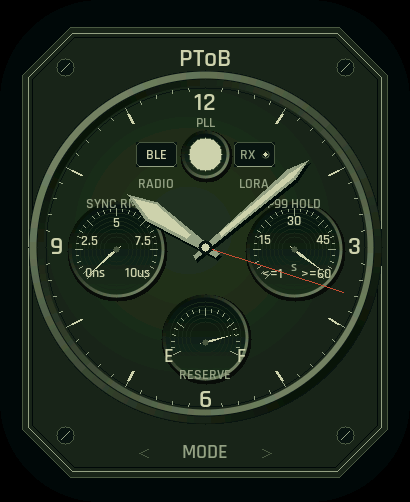 PToB
12
PLL
BLE
RX
RADIO
LORA
SYNC
>99 HOLD
5
30
2.5
7.5
15
45
9
3
0ns
10us
<=1
S
>=60
E
F
RESERVE
6
< MODE >